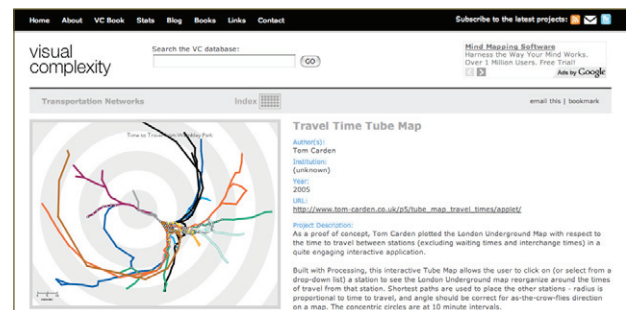 Home About VC Book Stats Blog Books Links Contact
Subscribe to the latest projects:
visual
complexity
Search the VC database:
GO
Mind Mapping Software
Harness the Way Your Mind Works.
Over 1 Million Users. Free Trial!
Ads by Google
Transportation Networks
Index
email this | bookmark
Time to Travel from Wembley Park
Travel Time Tube Map
Author(s):
Tom Carden
Institution:
(unknown)
Year:
2005
URL:
http://www.tom-carden.co.uk/p5/tube_map_travel_times/applet/
Project Description:
As a proof of concept, Tom Carden plotted the London Underground Map with respect to
the time to travel between stations (excluding waiting times and interchange times) in a
quite engaging interactive application.
Built with Processing, this interactive Tube Map allows the user to click on (or select from a
drop-down list) a station to see the London Underground map reorganize around the times
of travel from that station. Shortest paths are used to place the other stations - radius is
proportional to time to travel, and angle should be correct for as-the-crow-flies direction
on a map. The concentric circles are at 10 minute intervals.